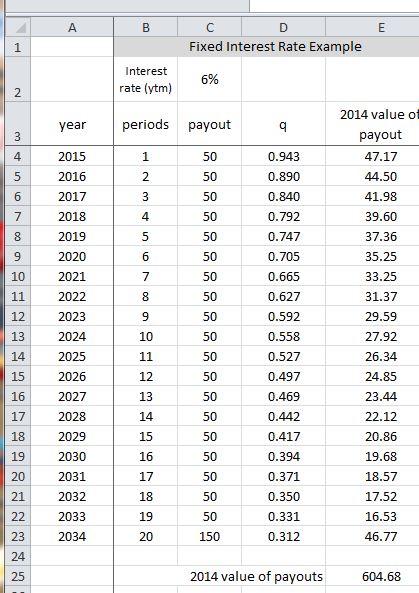 A B C D E
1 Fixed Interest Rate Example
Interest
rate (ytm) 6%
2
2014 value of
year periods payout q
3 payout
4 2015 1 50 0.943 47.17
5 2016 2 50 0.890 44.50
6 2017 3 50 0.840 41.98
7 2018 4 50 0.792 39.60
8 2019 5 50 0.747 37.36
9 2020 6 50 0.705 35.25
10 2021 7 50 0.665 33.25
11 2022 8 50 0.627 31.37
12 2023 9 50 0.592 29.59
13 2024 10 50 0.558 27.92
14 2025 11 50 0.527 26.34
15 2026 12 50 0.497 24.85
16 2027 13 50 0.469 23.44
17 2028 14 50 0.442 22.12
18 2029 15 50 0.417 20.86
19 2030 16 50 0.394 19.68
20 2031 17 50 0.371 18.57
21 2032 18 50 0.350 17.52
22 2033 19 50 0.331 16.53
23 2034 20 150 0.312 46.77
24
25 2014 value of payouts 604.68